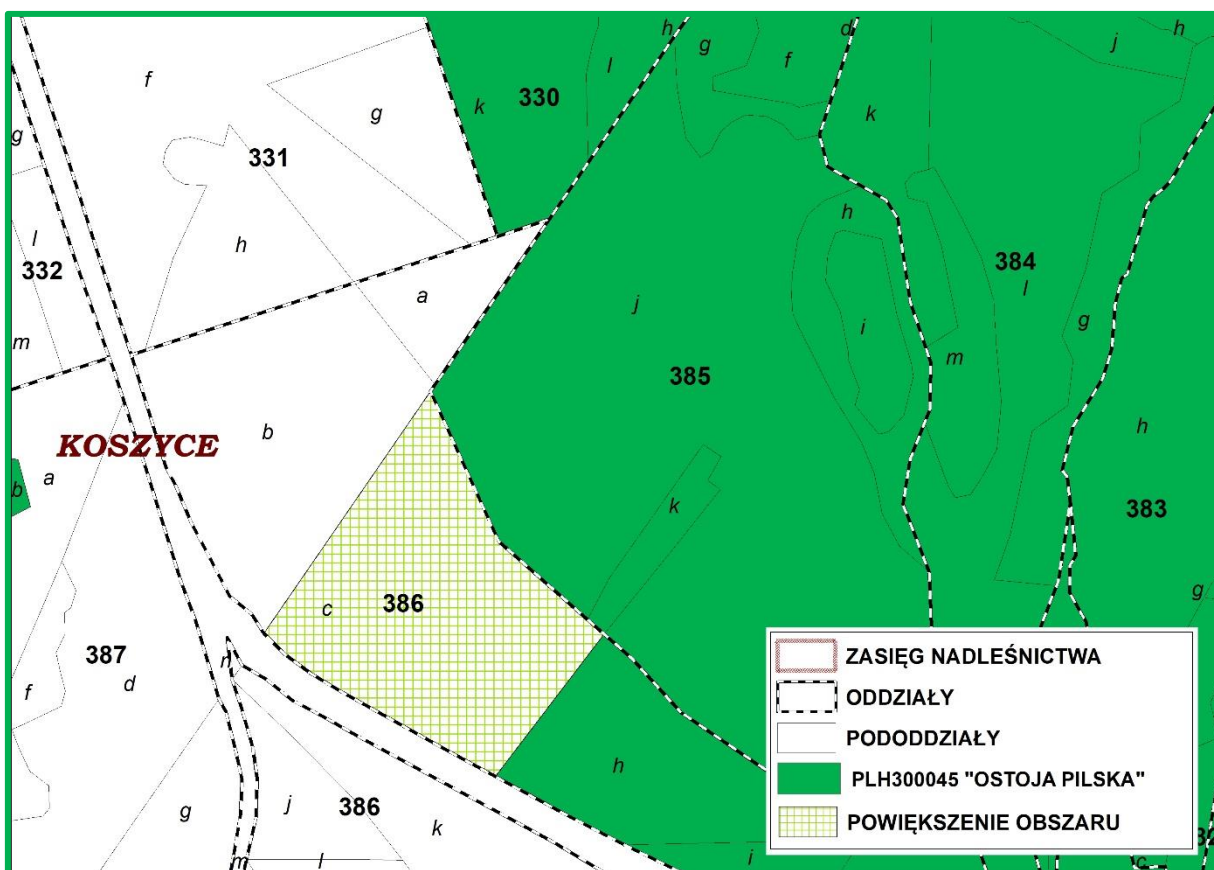 h
d
h
f
g
f
j
l
g
k
330
k
g
331
h
h
l
384
332
a
j
l
g
i
m
m
385
b
h
KOSZYCE
a
b
k
383
g
c
386
n
387
d
f
h
g
j
386
k
m
l
i
c
ZASIĘG NADLEŚNICTWA
ODDZIAŁY
PODODDZIAŁY
PLH300045 "OSTOJA PILSKA"
POWIĘKSZENIE OBSZARU